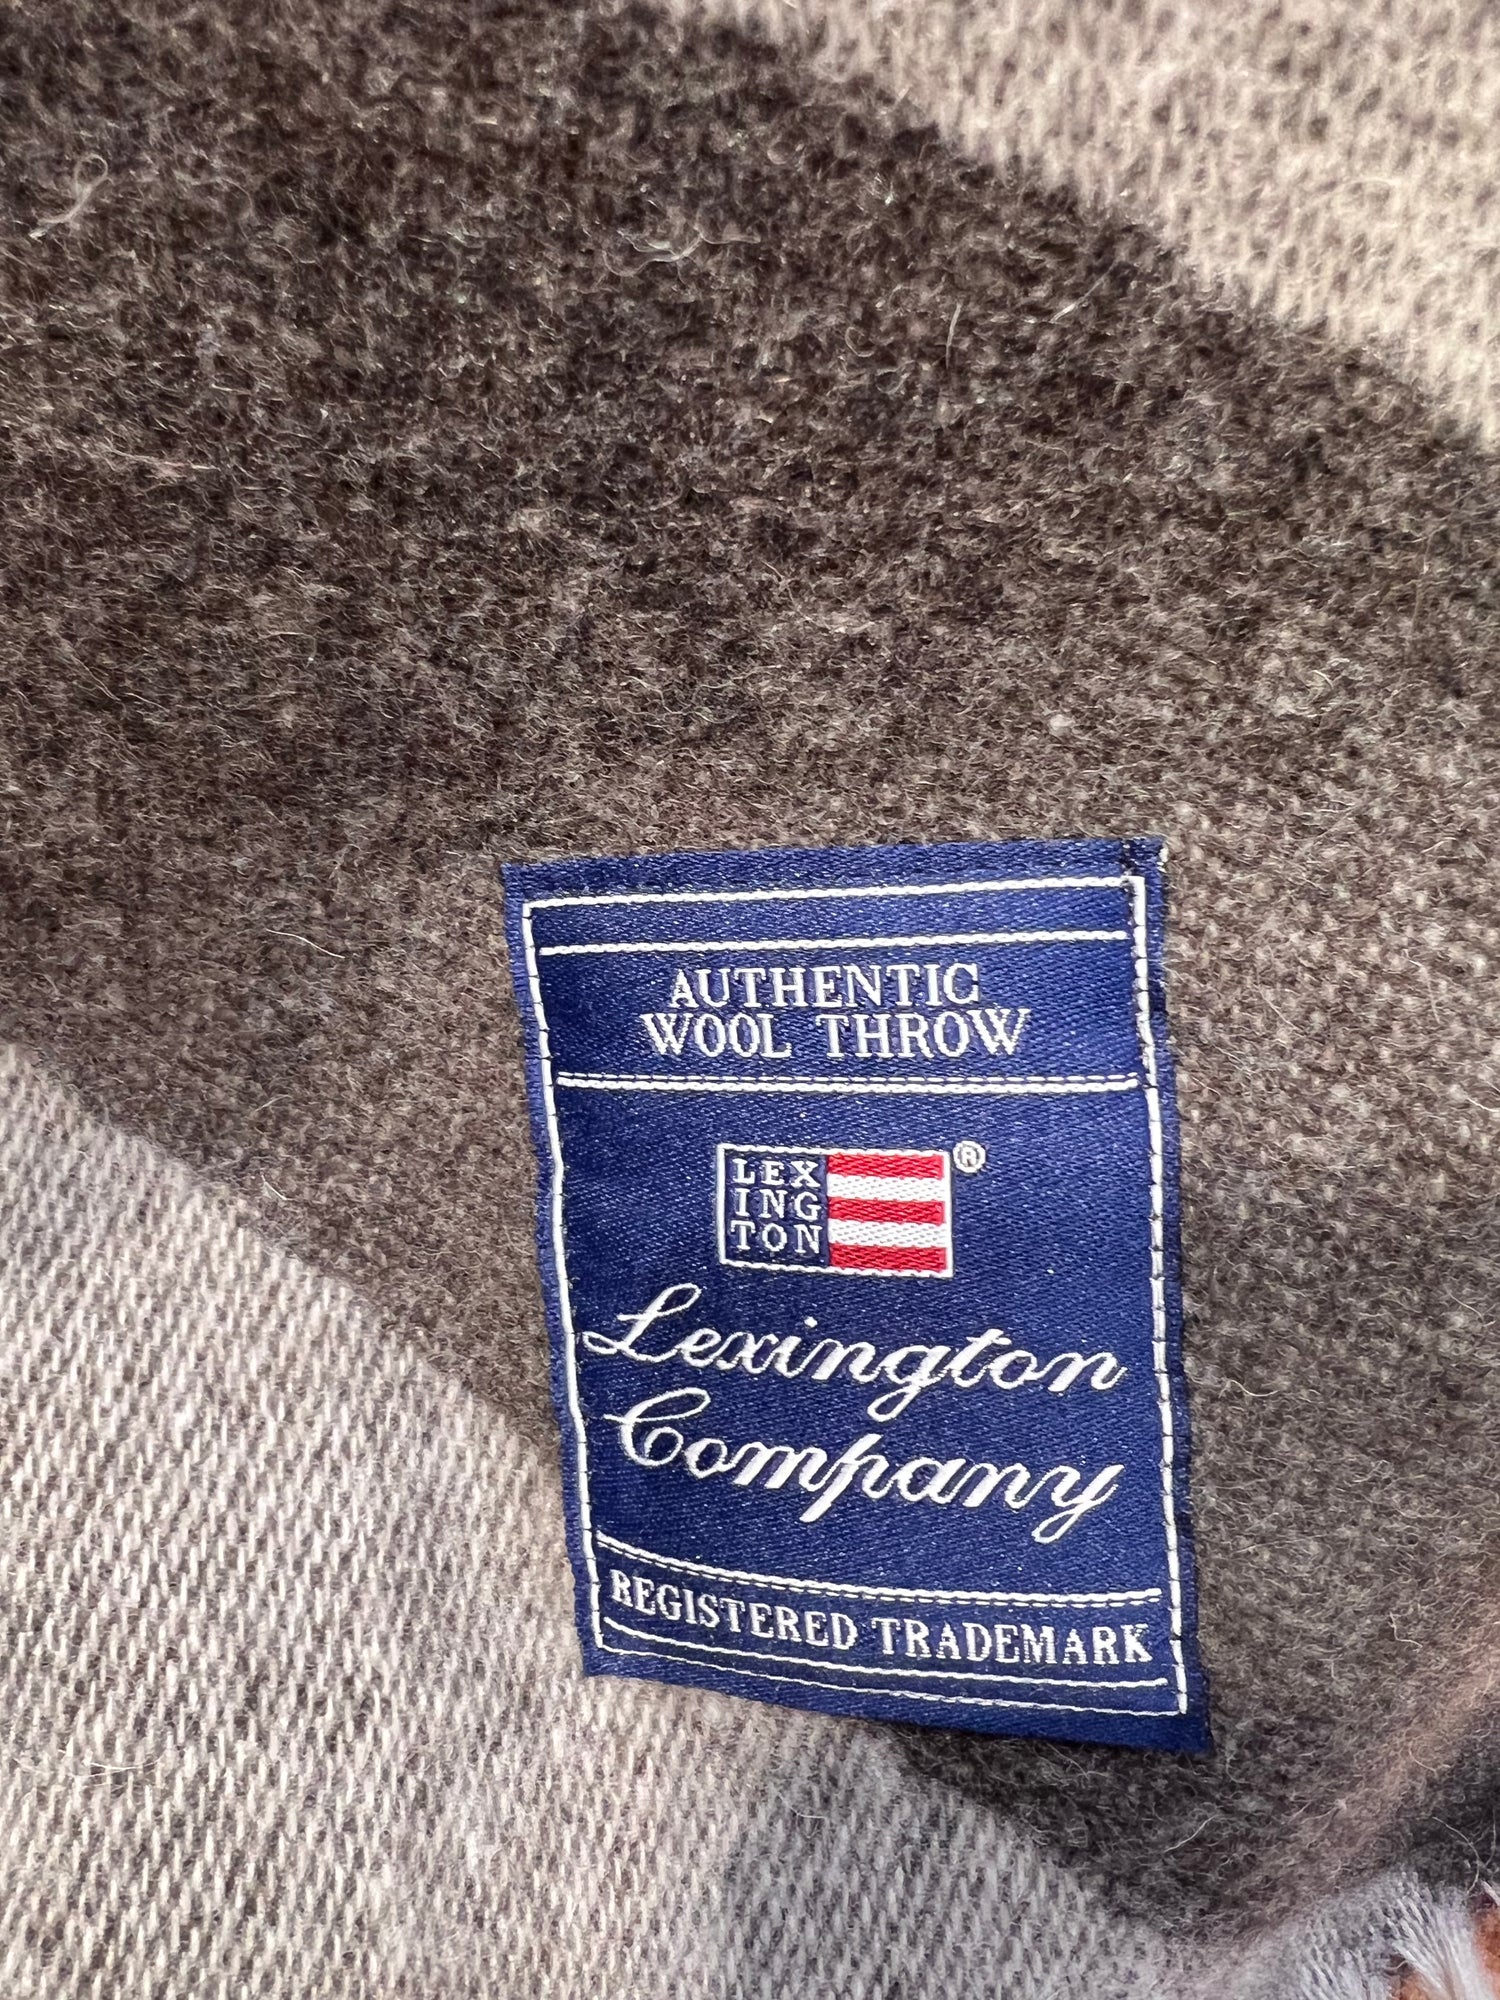 AUTHENTIC
WOOL THROW
LEX
ING
TON
®
Lexington
Company
REGISTERED TRADEMARK